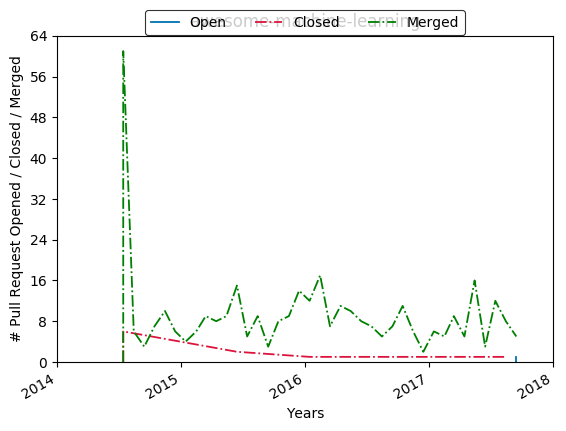 awesome-machine-learning
Open Closed Merged
64
56
48
40
32
24
16
8
0
# Pull Request Opened / Closed / Merged
2014 2015 2016 2017 2018
Years